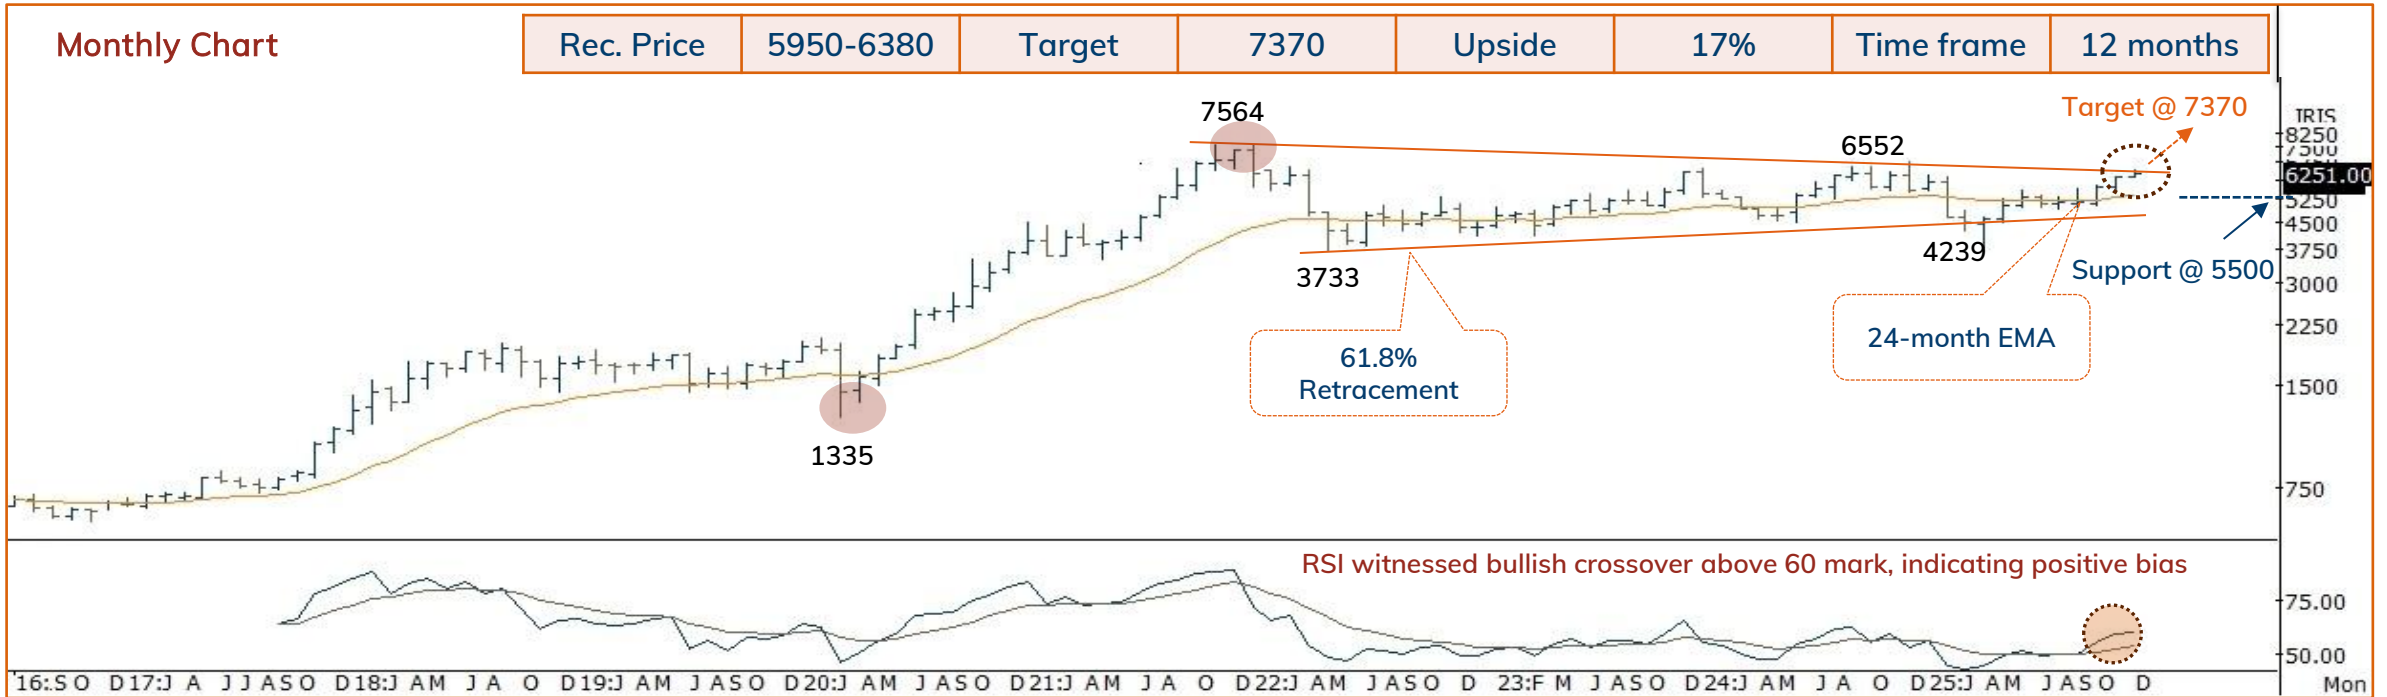 Monthly Chart
Rec. Price 5950-6380 Target 7370 Upside 17% Time frame 12 months
Target @ 7370
7564
6552
IRIS
8250
7500
6251.00
5250
4500
3733
4239
3750
Support @ 5500
3000
2250
24-month EMA
61.8%
Retracement
1500
1335
750
RSI witnessed bullish crossover above 60 mark, indicating positive bias
75.00
50.00
'16:.S O D17:J A J J A S O D18:J A M J A O D19:J A M J A S O D20:J A M J A S O D21:J A M J A O D22:J A M J A S O D 23:F M J A S O D24:J A M J A O D25:J A M J A S O D Mon